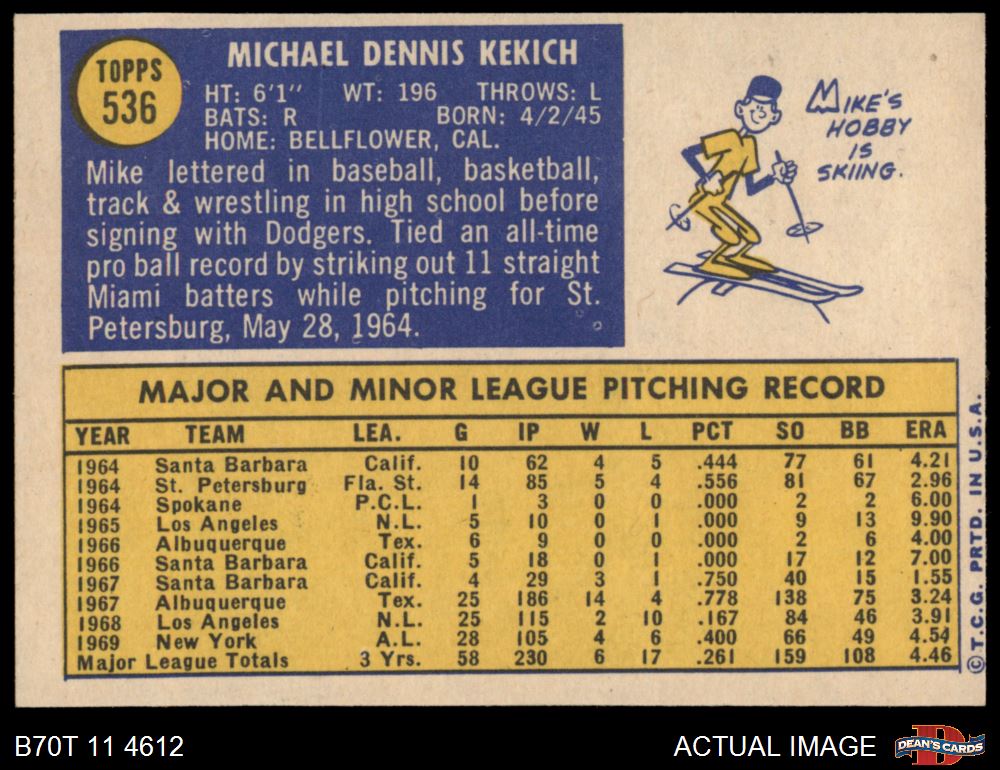 TOPPS
536
MICHAEL DENNIS KEKICH
HT: 6'1" WT: 196 THROWS: L
BATS: R BORN: 4/2/45
HOME: BELLFLOWER, CAL.
Mike lettered in baseball, basketball,
track & wrestling in high school before
signing with Dodgers. Tied an all-time
pro ball record by striking out 11 straight
Miami batters while pitching for St.
Petersburg, May 28, 1964.
MIKE'S
HOBBY
IS
SKIING.
MAJOR AND MINOR LEAGUE PITCHING RECORD
YEAR TEAM LEA. G IP W L PCT SO BB ERA
1964 Santa Barbara Calif. 10 62 4 5 .444 77 61 4.21
1964 St. Petersburg Fla. St. 14 85 5 4 .556 81 67 2.96
1964 Spokane P.C.L. 1 3 0 0 .000 2 2 6.00
1965 Los Angeles N.L. 5 10 0 1 .000 9 13 9.90
1966 Albuquerque Tex. 6 9 0 0 .000 2 6 4.00
1966 Santa Barbara Calif. 5 18 0 1 .000 17 12 7.00
1967 Santa Barbara Calif. 4 29 3 1 .750 40 15 1.55
1967 Albuquerque Tex. 25 186 14 4 .778 138 75 3.24
1968 Los Angeles N.L. 25 115 2 10 .167 84 46 3.91
1969 New York A.L. 28 105 4 6 .400 66 49 4.54
Major League Totals 3 Yrs. 58 230 6 17 .261 159 108 4.46
©T.C.G. PRTD. IN U.S.A.
B70T 11 4612
ACTUAL IMAGE
D
DEAN'S CARDS